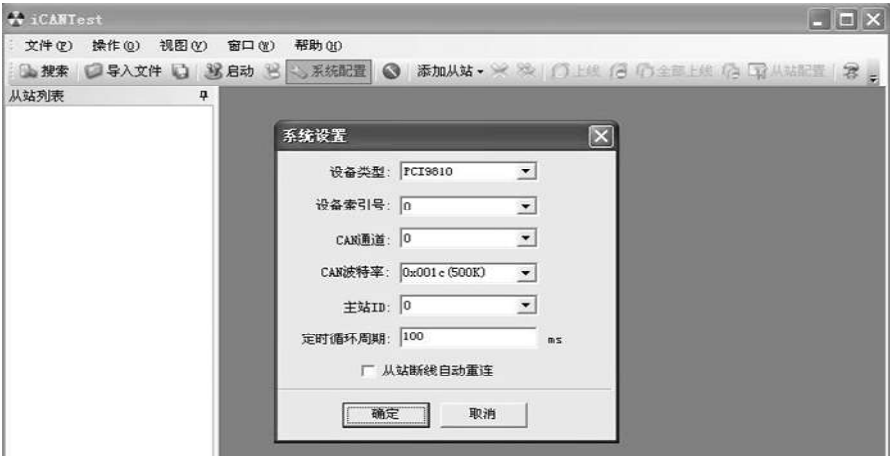 iCANTest
文件(F) 操作(O) 视图(V) 窗口(W) 帮助(H)
搜索 导入文件 启动 系统配置 添加从站 上线 全部上线 从站配置
从站列表
系统设置
设备类型: PCI9810
设备索引号: 0
CAN通道: 0
CAN波特率: 0x001c(500K)
主站ID: 0
定时循环周期: 100 ms
从站断线自动重连
确定 取消